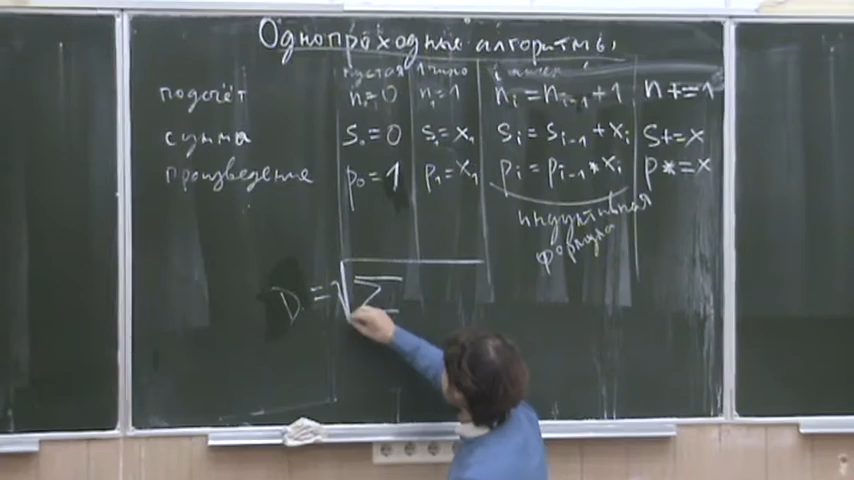 Однопроходные алгоритмы
пустая 1 число
подсчёт n₀=0 n₁=1 nᵢ=nᵢ₋₁+1 n+=1
сумма s₀=0 s₁=x₁ sᵢ=sᵢ₋₁+xᵢ s+=x
произведение p₀=1 p₁=x₁ pᵢ=pᵢ₋₁*xᵢ p*=x
индуктивная
формула
D=√Σ